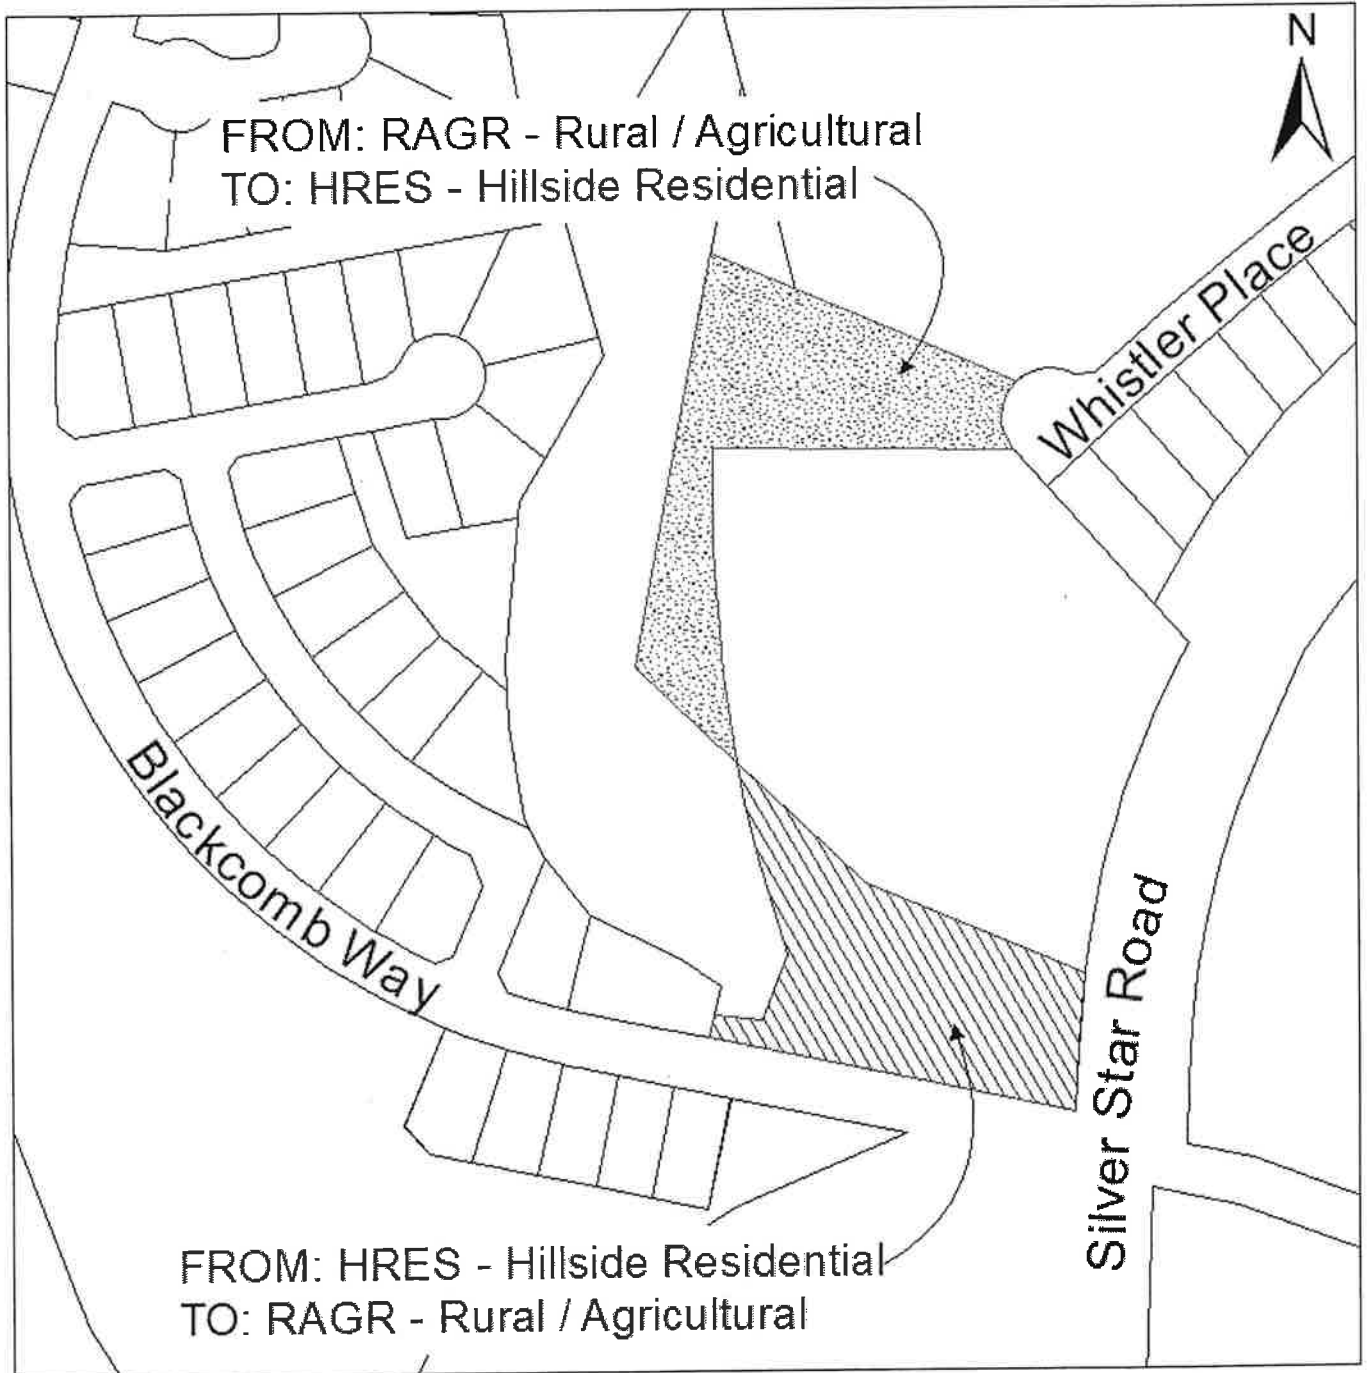 N
FROM: RAGR - Rural / Agricultural
TO: HRES - Hillside Residential
Whistler Place
Blackcomb Way
Silver Star Road
FROM: HRES - Hillside Residential
TO: RAGR - Rural / Agricultural